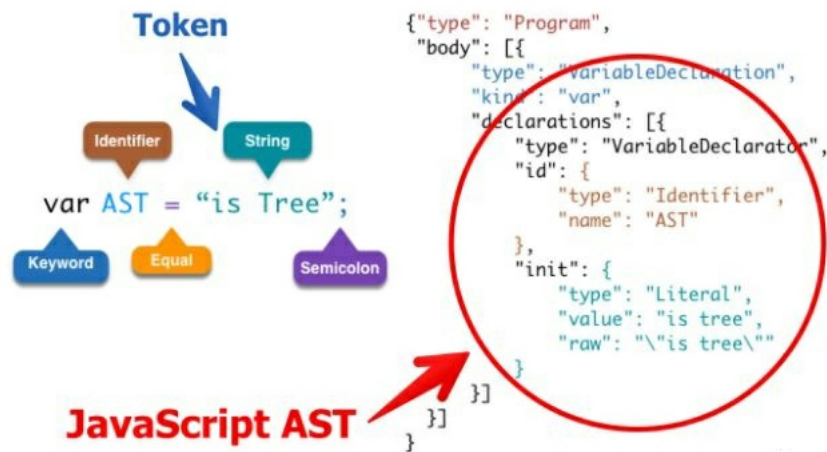 Token
Identifier
String
var AST = “is Tree”;
Keyword
Equal
Semicolon
JavaScript AST
{"type": "Program",
"body": [{
"type": "VariableDeclaration",
"kind": "var",
"declarations": [{
"type": "VariableDeclarator",
"id": {
"type": "Identifier",
"name": "AST"
},
"init": {
"type": "Literal",
"value": "is tree",
"raw": "\"is tree\""
}
}]
}]
}